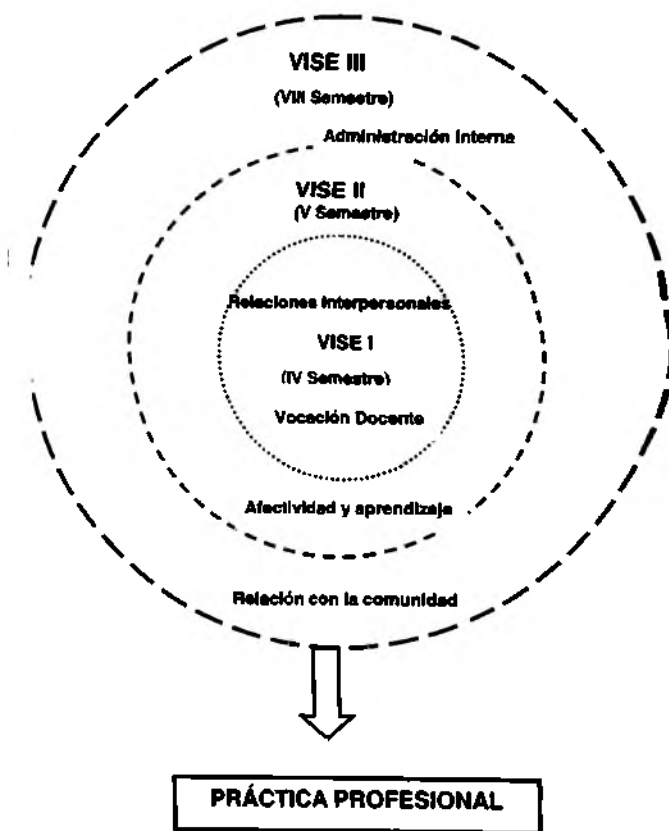 VISE III
(VIII Semestre)
Administración Interna
VISE II
(V Semestre)
Relaciones Interpersonales
VISE I
(IV Semestre)
Vocación Docente
Afectividad y aprendizaje
Relación con la comunidad
PRÁCTICA PROFESIONAL